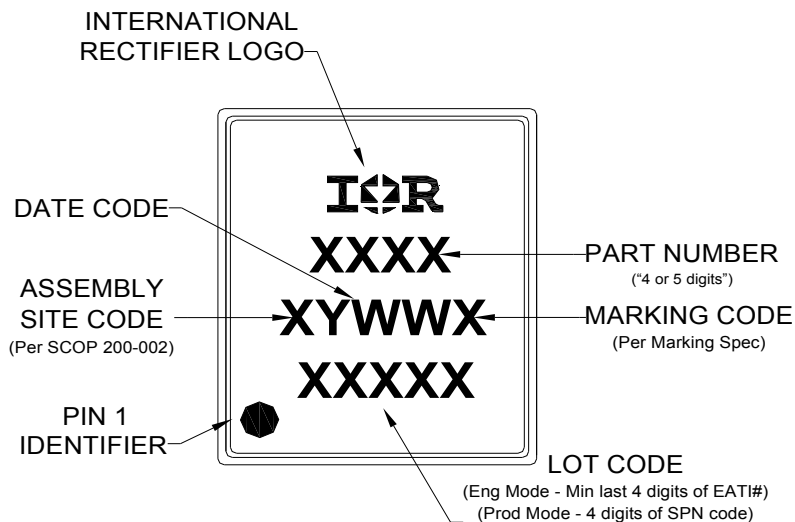 INTERNATIONAL
RECTIFIER LOGO
IOR
DATE CODE
XXXX
PART NUMBER
("4 or 5 digits")
ASSEMBLY
SITE CODE
(Per SCOP 200-002)
XYWWX
MARKING CODE
(Per Marking Spec)
XXXXX
PIN 1
IDENTIFIER
LOT CODE
(Eng Mode - Min last 4 digits of EATI#)
(Prod Mode - 4 digits of SPN code)